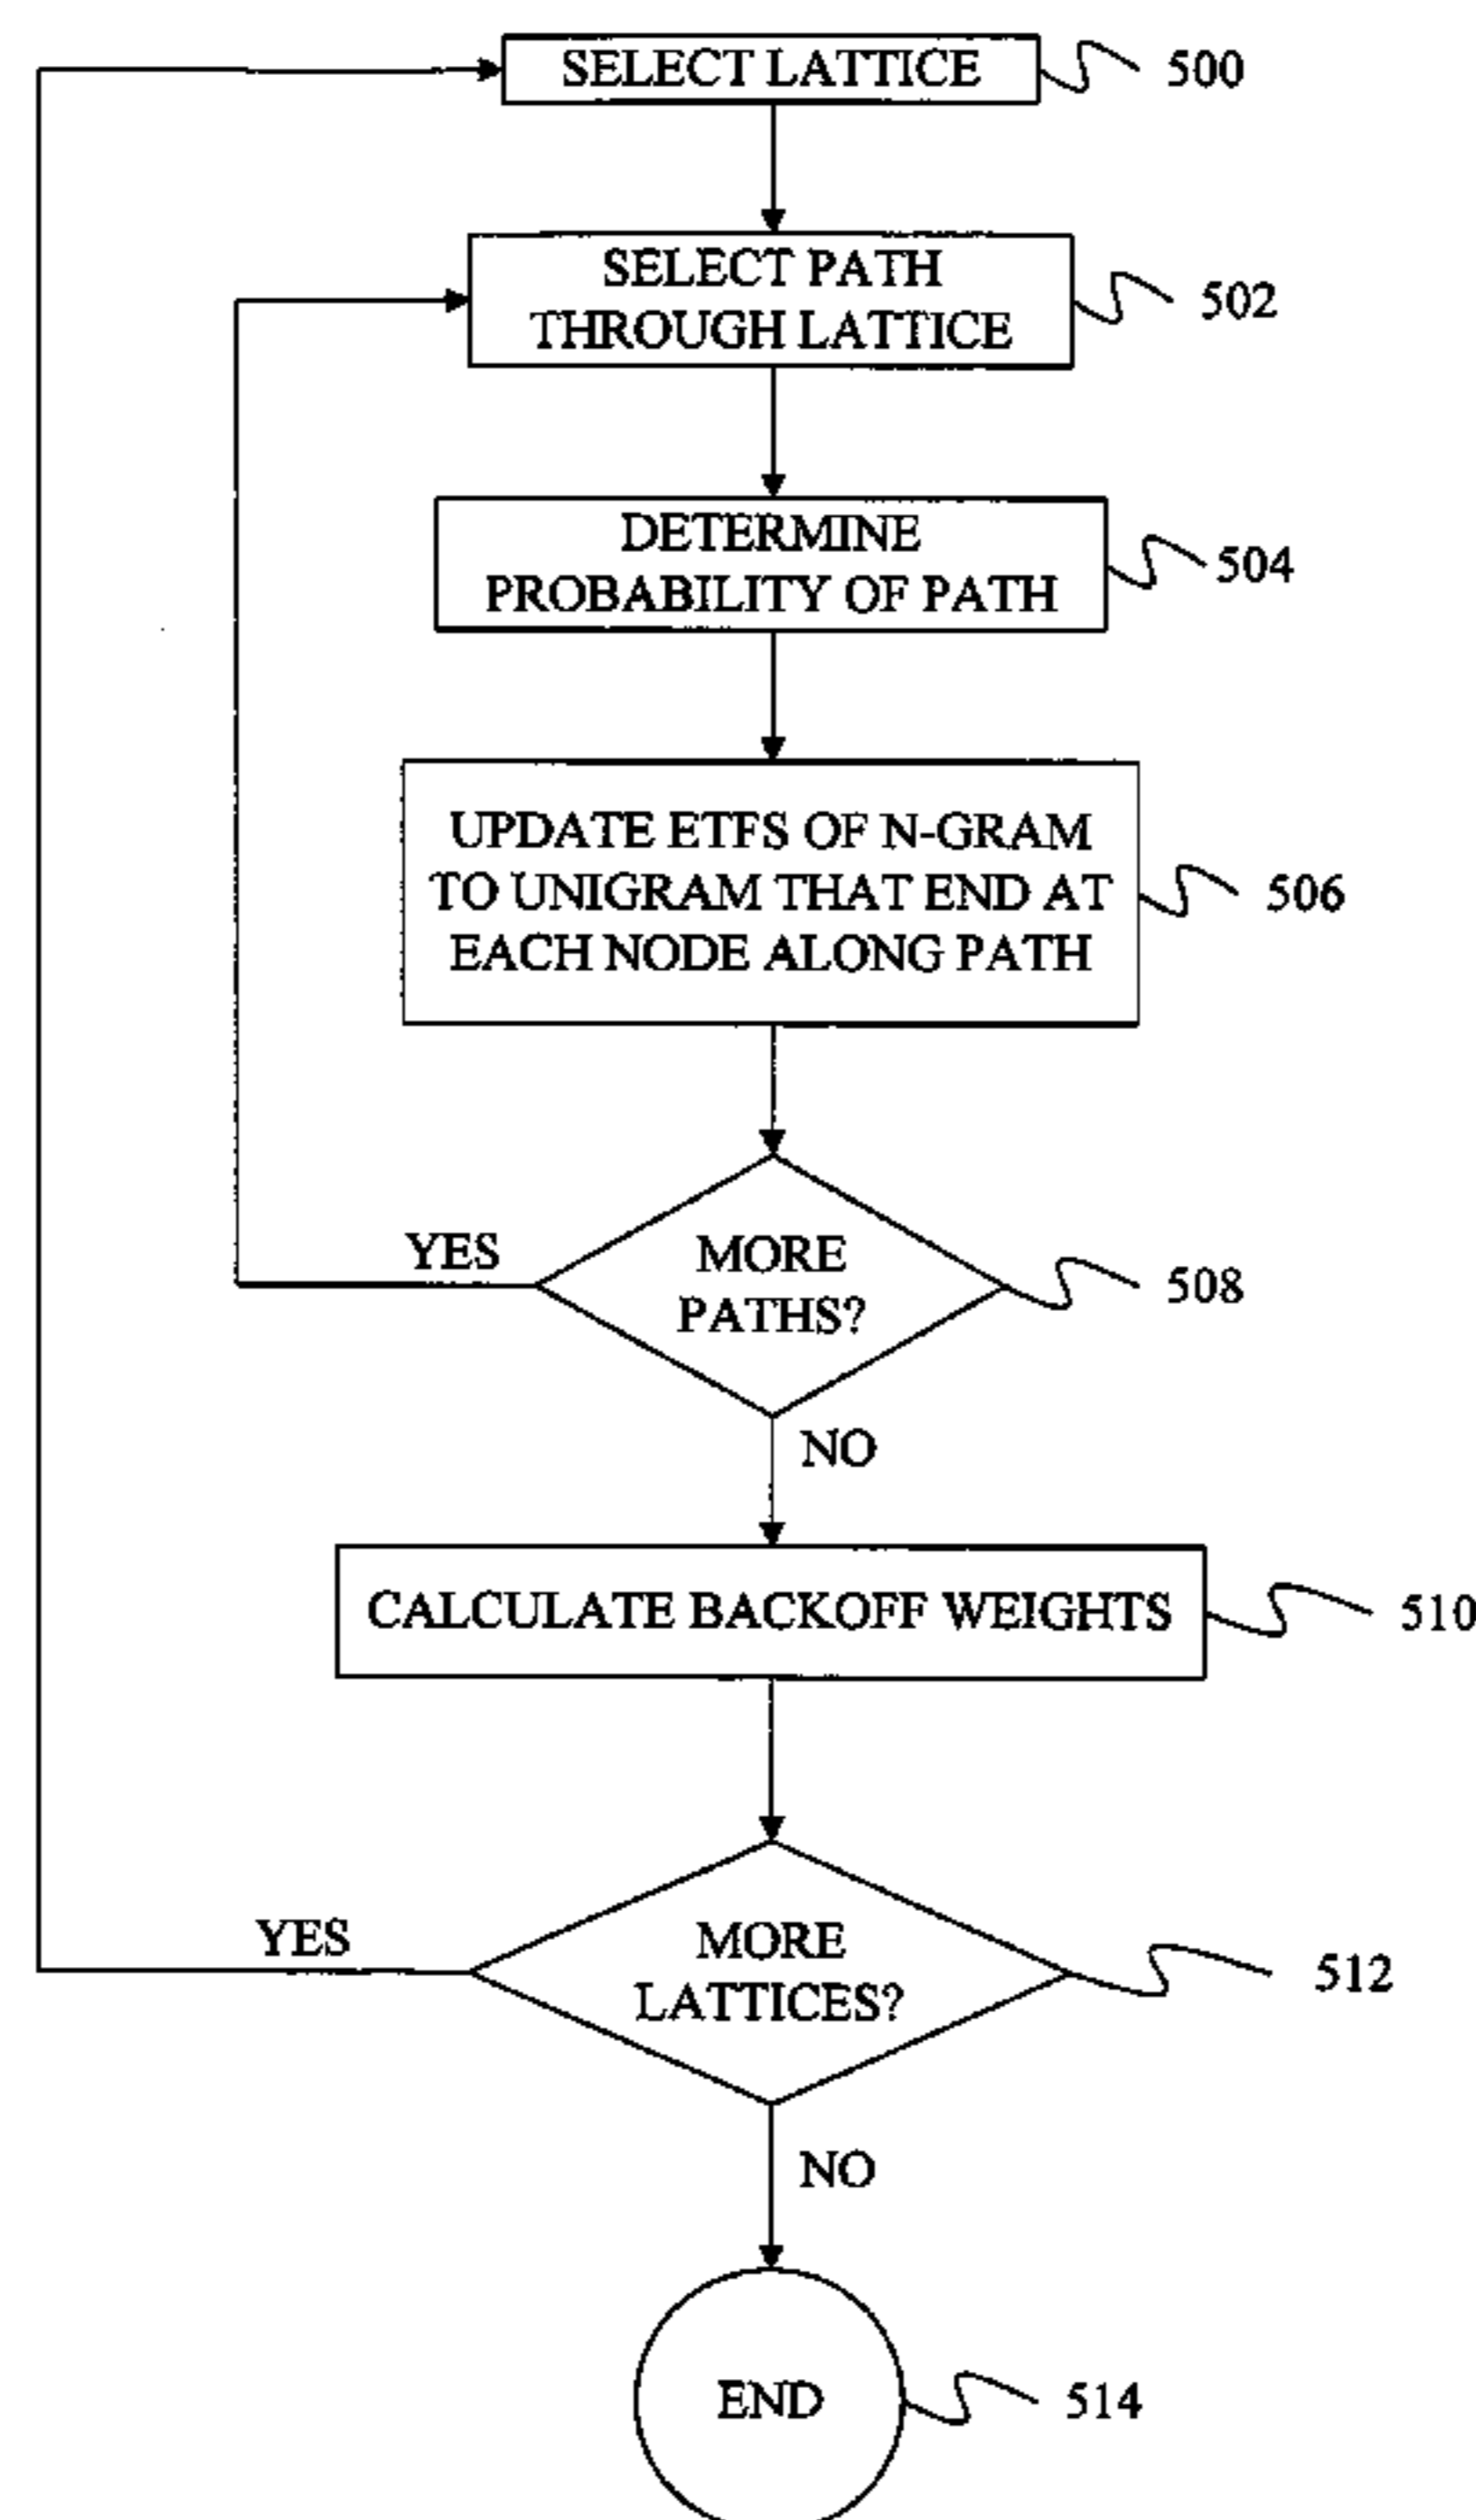 SELECT LATTICE
500
SELECT PATH
THROUGH LATTICE
502
DETERMINE
PROBABILITY OF PATH
504
UPDATE ETFS OF N-GRAM
TO UNIGRAM THAT END AT
EACH NODE ALONG PATH
506
YES
MORE
PATHS?
508
NO
CALCULATE BACKOFF WEIGHTS
510
YES
MORE
LATTICES?
512
NO
END
514